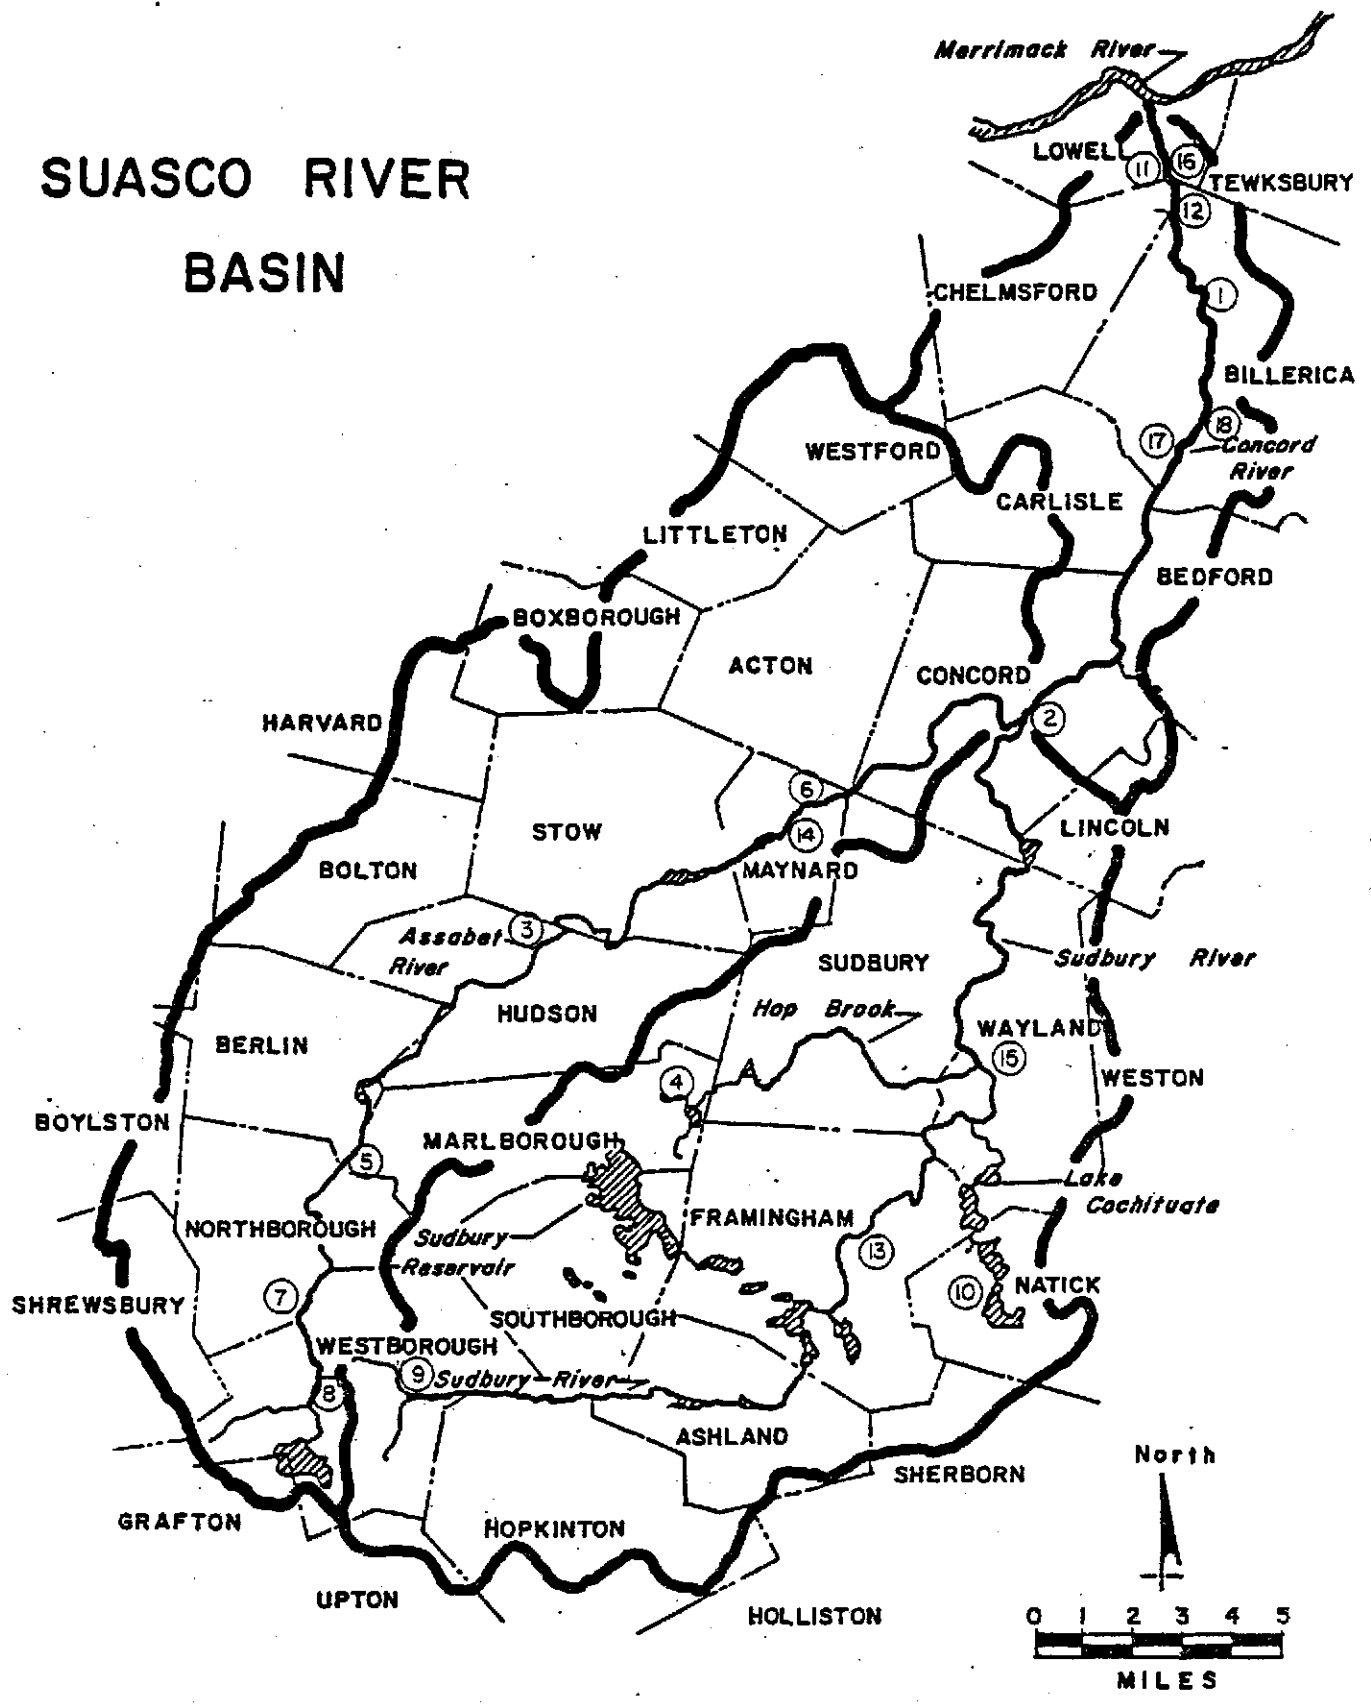 Merrimack River
SUASCO RIVER
BASIN
LOWELL
11
16
TEWKSBURY
12
CHELMSFORD
1
BILLERICA
18
17
Concord
River
WESTFORD
CARLISLE
LITTLETON
BEDFORD
BOXBOROUGH
ACTON
CONCORD
HARVARD
2
6
14
STOW
LINCOLN
BOLTON
MAYNARD
3
Assabet
River
SUDBURY
Sudbury River
Hop Brook
HUDSON
WAYLAND
BERLIN
15
4
WESTON
BOYLSTON
MARLBOROUGH
5
Lake
Cochituate
NORTHBOROUGH
FRAMINGHAM
Sudbury
Reservoir
13
10
NATICK
7
SHREWSBURY
SOUTHBOROUGH
WESTBOROUGH
9
Sudbury River
8
ASHLAND
North
SHERBORN
GRAFTON
HOPKINTON
UPTON
HOLLISTON
0 1 2 3 4 5
MILES